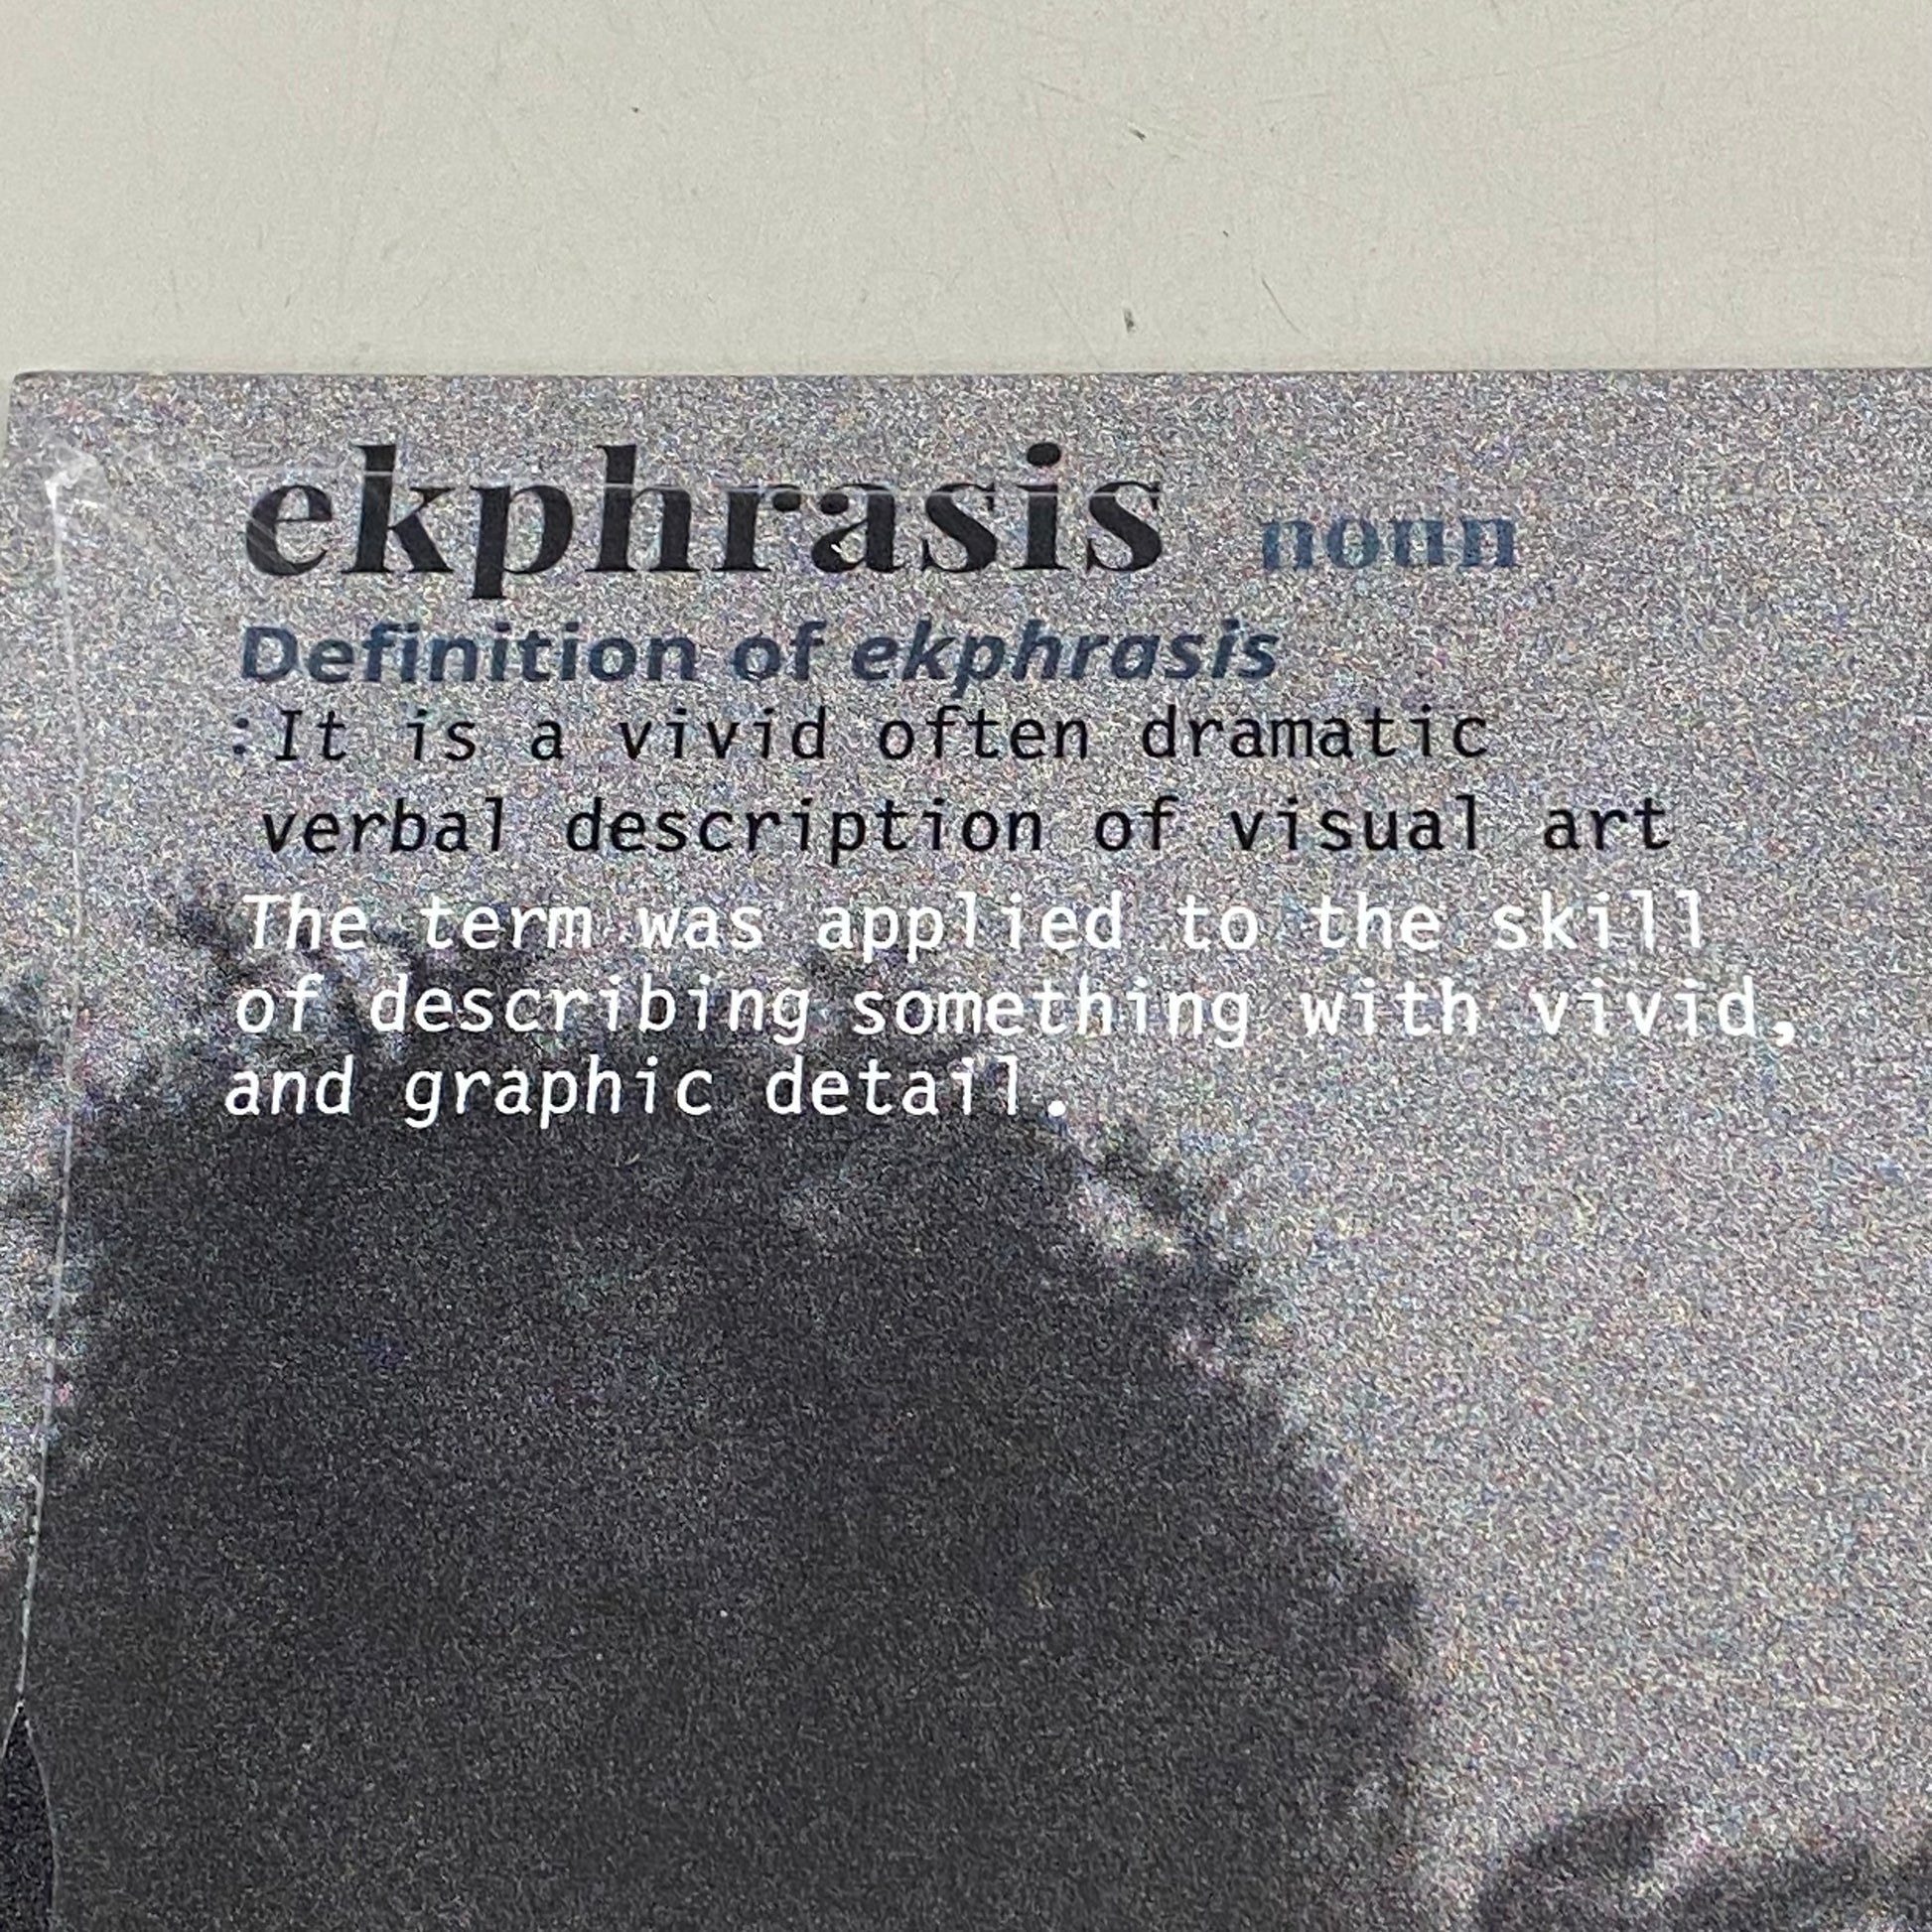 ekphrasis noun
Definition of ekphrasis
:It is a vivid often dramatic
verbal description of visual art
The term was applied to the skill
of describing something with vivid,
and graphic detail.